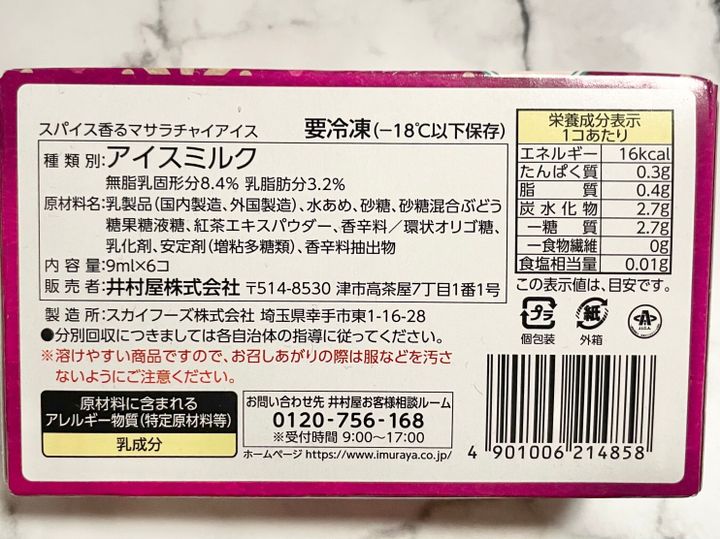 スパイス香るマサラチャイアイス 要冷凍(−18℃以下保存)
種類別:アイスミルク
無脂乳固形分8.4% 乳脂肪分3.2%
原材料名:乳製品(国内製造、外国製造)、水あめ、砂糖、砂糖混合ぶどう
糖果糖液糖、紅茶エキスパウダー、香辛料/環状オリゴ糖、
乳化剤、安定剤(増粘多糖類)、香辛料抽出物
内容量:9ml×6コ
販売者:井村屋株式会社 〒514-8530 津市高茶屋7丁目1番1号
製造所:スカイフーズ株式会社 埼玉県幸手市東1-16-28
●分別回収につきましては各自治体の指導に従ってください。
※溶けやすい商品ですので、お召しあがりの際は服などを汚さ
ないようにご注意ください。
原材料に含まれる
アレルギー物質(特定原材料等)
乳成分
お問い合わせ先 井村屋お客様相談ルーム
0120-756-168
※受付時間 9:00~17:00
ホームページ https://www.imuraya.co.jp/
栄養成分表示
1コあたり
エネルギー 16kcal
たんぱく質 0.3g
脂質 0.4g
炭水化物 2.7g
−糖質 2.7g
−食物繊維 0g
食塩相当量 0.01g
この表示値は、目安です。
プラ
個包装
紙
外箱
4 901006 214858